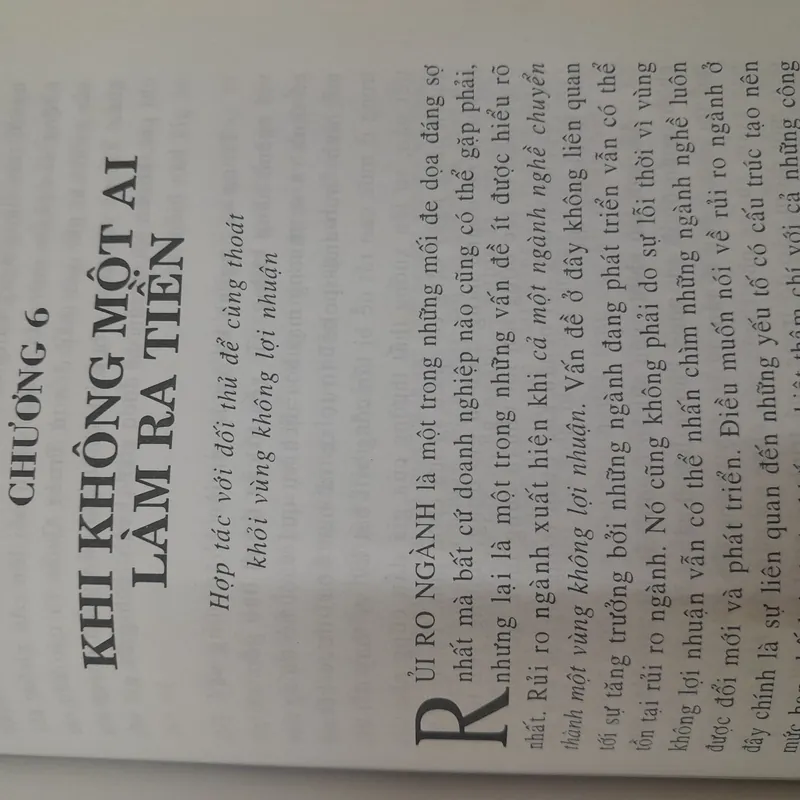 CHƯƠNG 6
KHI KHÔNG MỘT AI
LÀM RA TIỀN
Hợp tác với đối thủ để cùng thoát
khỏi vùng không lợi nhuận
RỦI RO NGÀNH là một trong những mối đe dọa đáng sợ
nhất mà bất cứ doanh nghiệp nào cũng có thể gặp phải,
nhưng lại là một trong những vấn đề ít được hiểu rõ
nhất. Rủi ro ngành xuất hiện khi cả một ngành nghề chuyển
thành một vùng không lợi nhuận. Vấn đề ở đây không liên quan
tới sự tăng trưởng bởi những ngành đang phát triển vẫn có thể
tồn tại rủi ro ngành. Nó cũng không phải do sự lỗi thời vì vùng
không lợi nhuận vẫn có thể nhấn chìm những ngành nghề luôn
được đổi mới và phát triển. Điều muốn nói về rủi ro ngành ở
đây chính là sự liên quan đến những yếu tố có cấu trúc tạo nên
thậm chí với cả những công